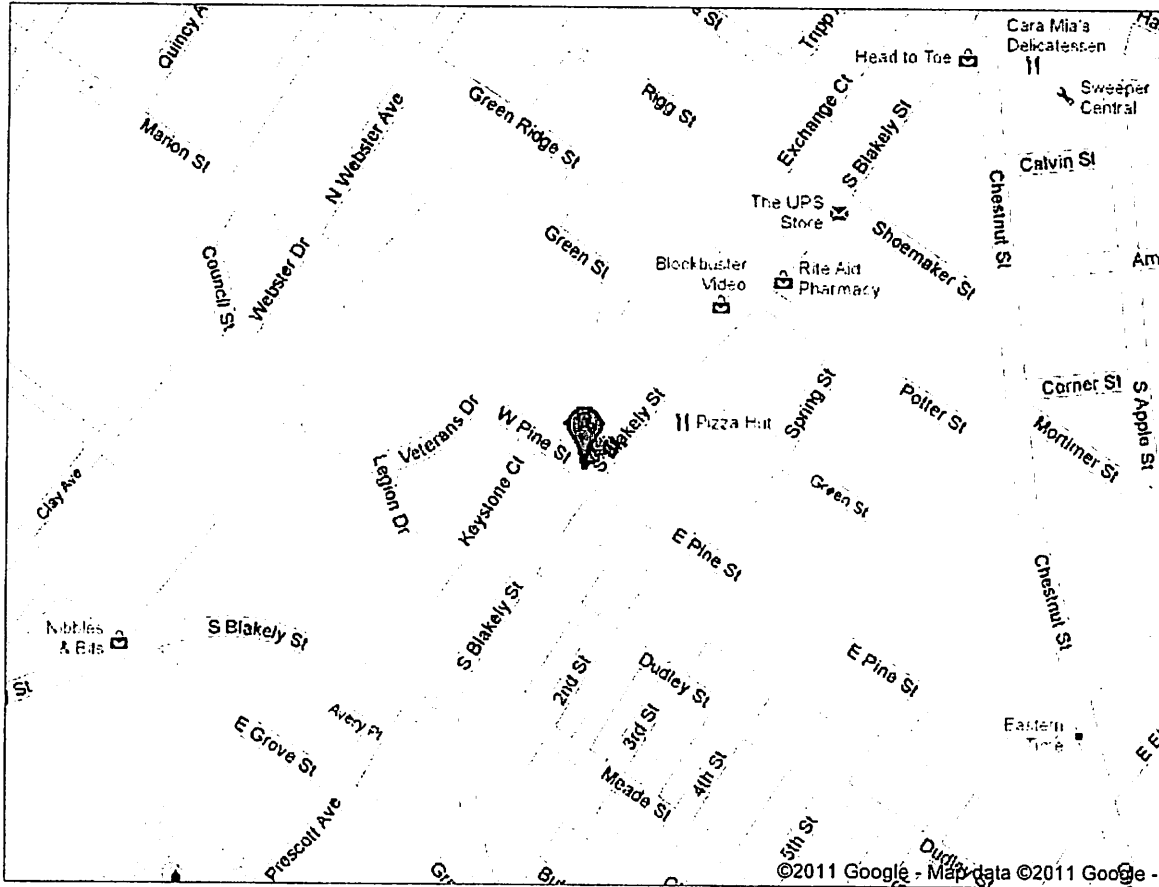 Quincy A
St
Tripp
Cara Mia's
Delicatessen
Head to Toe
Sweeper
Central
Marion St
N Webster Ave
Green Ridge St
Rigg St
Exchange Ct
S Blakely St
Calvin St
Chestnut St
The UPS
Store
Shoemaker St
Council St
Webster Dr
Green St
Blockbuster
Video
Rite Aid
Pharmacy
Am
Veterans Dr
W Pine St
S Blakely St
Pizza Hut
Spring St
Potter St
Corner St
S Apple St
Mortimer St
Clay Ave
Legion Dr
Keystone Ct
Green St
E Pine St
Chestnut St
Nibbles
& Bits
S Blakely St
S Blakely St
St
2nd St
Dudley St
E Pine St
Avery Pl
E Grove St
3rd St
4th St
Eastern
Time
Meade St
Prescott Ave
5th St
©2011 Google - Map data ©2011 Google -